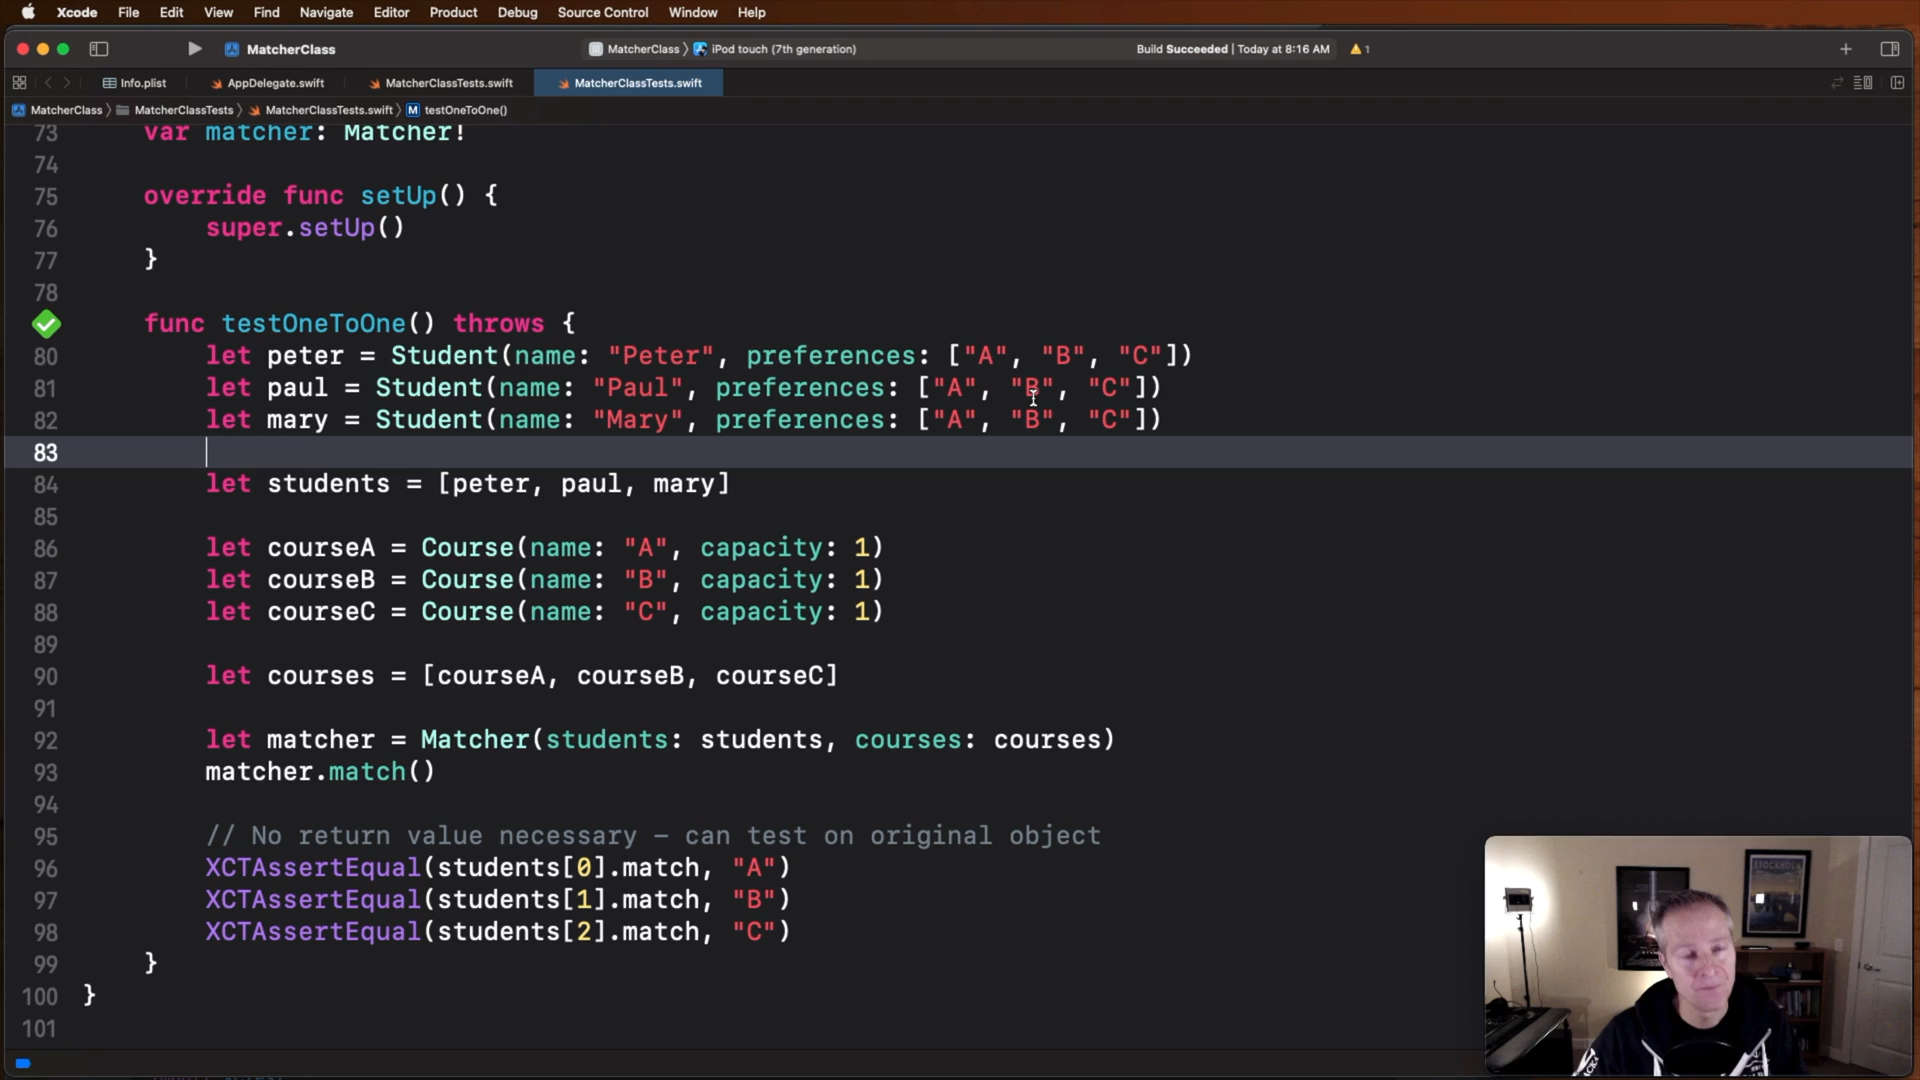 Xcode File Edit View Find Navigate Editor Product Debug Source Control Window Help
MatcherClass MatcherClass iPod touch (7th generation) Build Succeeded | Today at 8:16 AM 1
Info.plist AppDelegate.swift MatcherClassTests.swift MatcherClassTests.swift
MatcherClass MatcherClassTests MatcherClassTests.swift M testOneToOne()
73 var matcher: Matcher!
74
75 override func setUp() {
76 super.setUp()
77 }
78
func testOneToOne() throws {
80 let peter = Student(name: "Peter", preferences: ["A", "B", "C"])
81 let paul = Student(name: "Paul", preferences: ["A", "B", "C"])
82 let mary = Student(name: "Mary", preferences: ["A", "B", "C"])
83
84 let students = [peter, paul, mary]
85
86 let courseA = Course(name: "A", capacity: 1)
87 let courseB = Course(name: "B", capacity: 1)
88 let courseC = Course(name: "C", capacity: 1)
89
90 let courses = [courseA, courseB, courseC]
91
92 let matcher = Matcher(students: students, courses: courses)
93 matcher.match()
94
95 // No return value necessary – can test on original object
96 XCTAssertEqual(students[0].match, "A")
97 XCTAssertEqual(students[1].match, "B")
98 XCTAssertEqual(students[2].match, "C")
99 }
100 }
101
STOCKHOLM